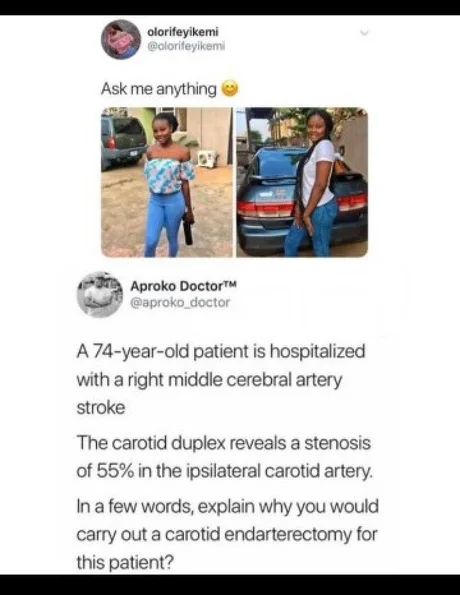 olorifeyikemi
@olorifeyikemi
Ask me anything 😊
Aproko Doctor™
@aproko_doctor
A 74-year-old patient is hospitalized
with a right middle cerebral artery
stroke
The carotid duplex reveals a stenosis
of 55% in the ipsilateral carotid artery.
In a few words, explain why you would
carry out a carotid endarterectomy for
this patient?